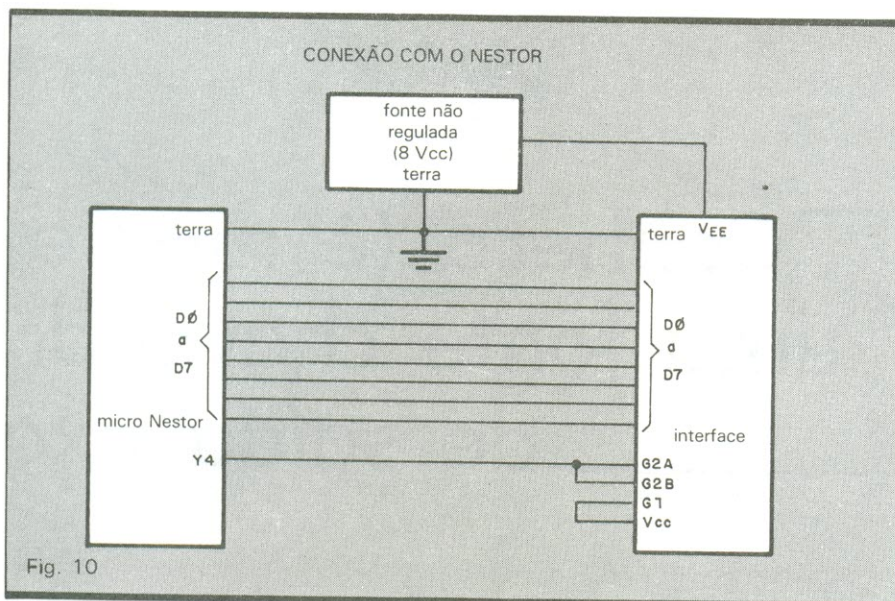 CONEXÃO COM O NESTOR
fonte não
regulada
(8 Vcc)
terra
terra
DØ
a
D7
micro Nestor
Y4
terra VEE
DØ
a
D7
interface
G2A
G2B
G1
Vcc
Fig. 10